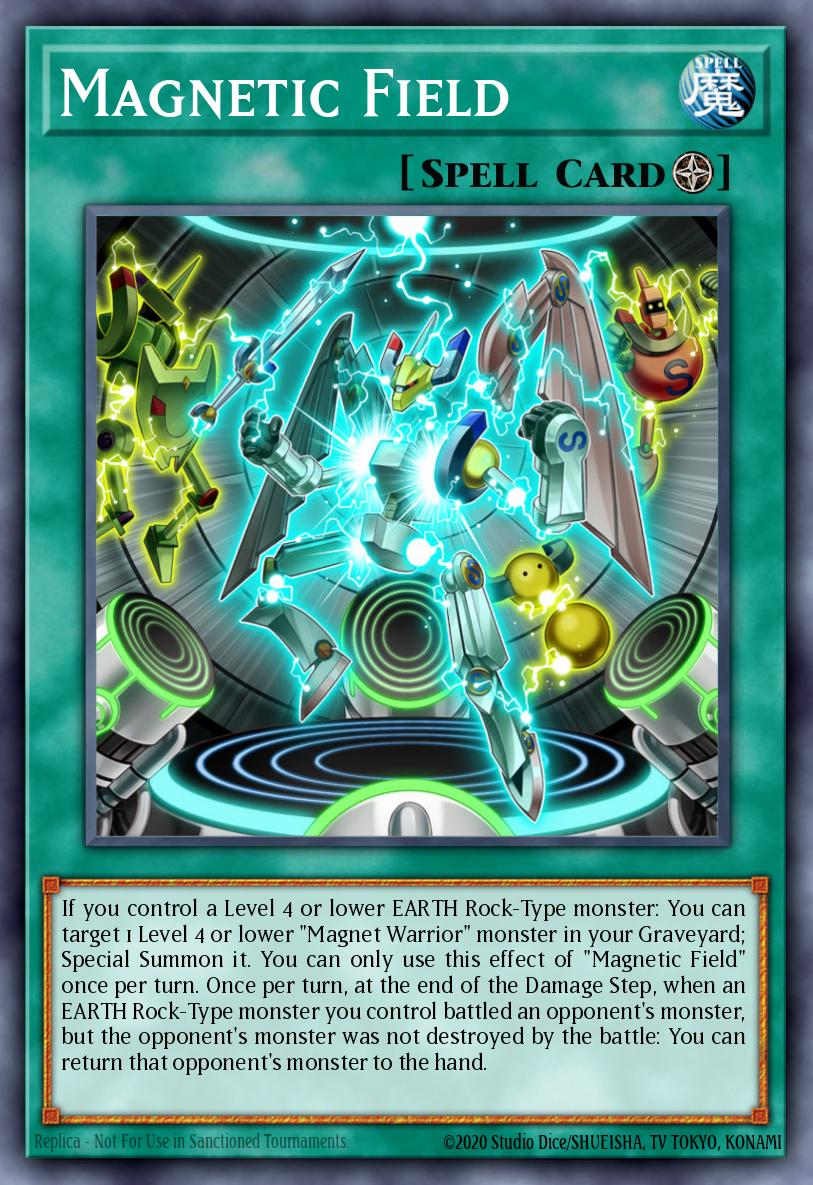 Magnetic Field
SPELL
魔
[Spell Card]
S
S
S
6
If you control a Level 4 or lower EARTH Rock-Type monster: You can
target 1 Level 4 or lower "Magnet Warrior" monster in your Graveyard;
Special Summon it. You can only use this effect of "Magnetic Field"
once per turn. Once per turn, at the end of the Damage Step, when an
EARTH Rock-Type monster you control battled an opponent's monster,
but the opponent's monster was not destroyed by the battle: You can
return that opponent's monster to the hand.
Replica - Not For Use in Sanctioned Tournaments.
©2020 Studio Dice/SHUEISHA, TV TOKYO, KONAMI